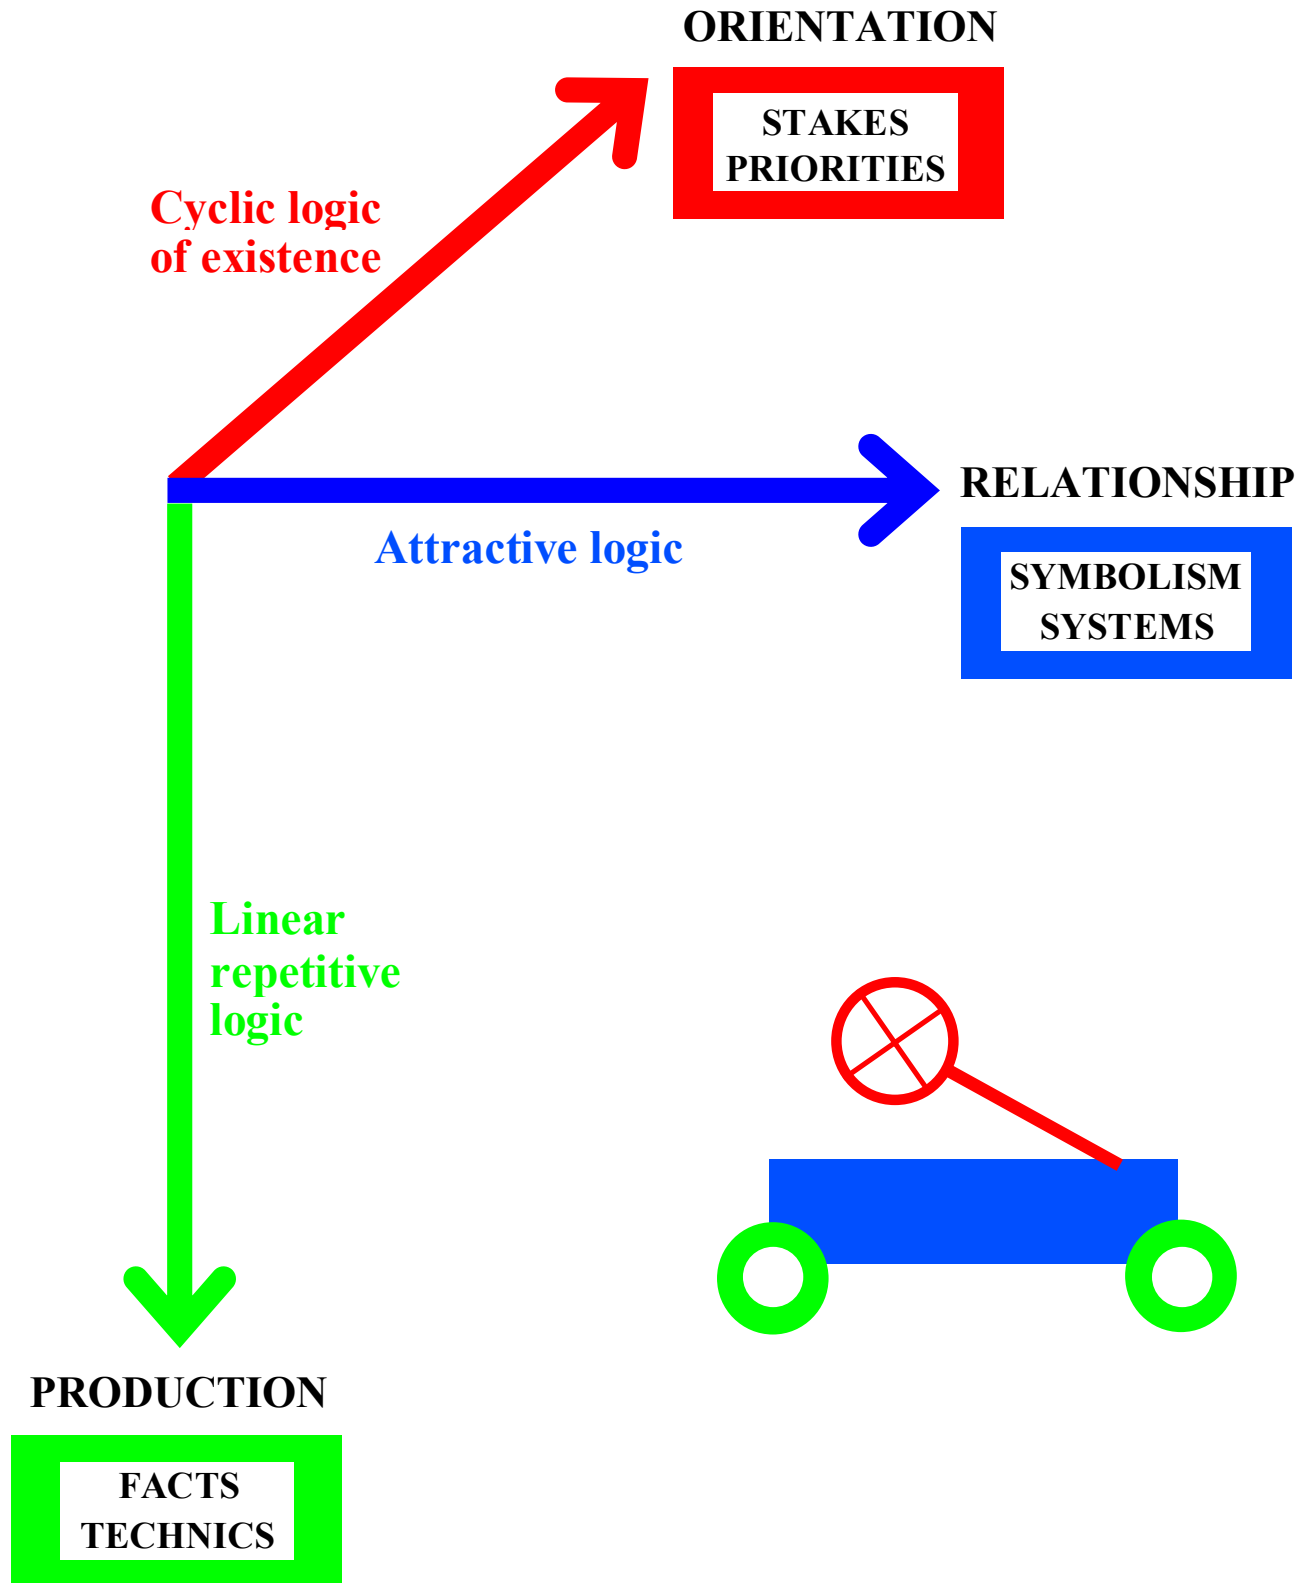 ORIENTATION
STAKES
PRIORITIES
Cyclic logic
of existence
RELATIONSHIP
Attractive logic
SYMBOLISM
SYSTEMS
Linear
repetitive
logic
PRODUCTION
FACTS
TECHNICS